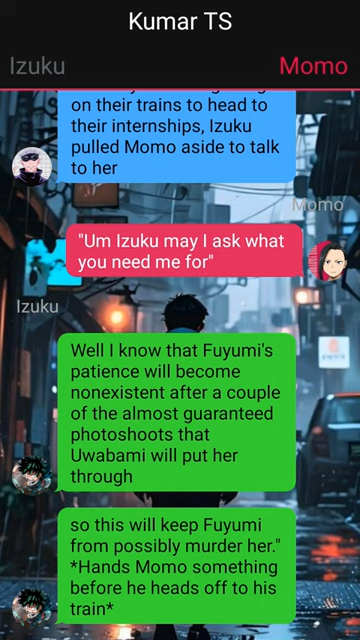 Kumar TS
Izuku
Momo
on their trains to head to
their internships, Izuku
pulled Momo aside to talk
to her
Momo
"Um Izuku may I ask what
you need me for"
Izuku
Well I know that Fuyumi's
patience will become
nonexistent after a couple
of the almost guaranteed
photoshoots that
Uwabami will put her
through
so this will keep Fuyumi
from possibly murder her."
*Hands Momo something
before he heads off to his
train*